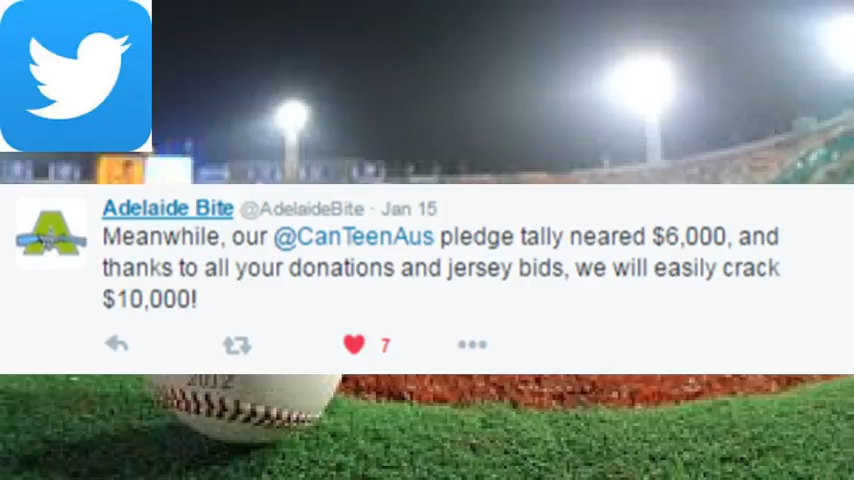 Adelaide Bite @AdelaideBite · Jan 15
Meanwhile, our @CanTeenAus pledge tally neared $6,000, and
thanks to all your donations and jersey bids, we will easily crack
$10,000!
7
2012